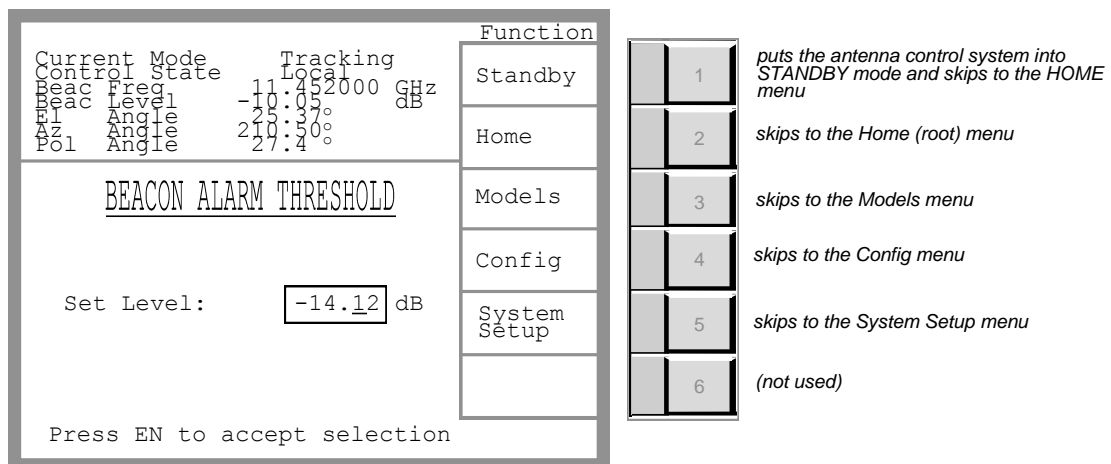 Function
Current Mode Tracking
Control State Local
Beac Freq 11.452000 GHz
Beac Level -10.05 dB
El Angle 25.37°
Az Angle 210.50°
Pol Angle 27.4°
BEACON ALARM THRESHOLD
Set Level: -14.12 dB
Press EN to accept selection
Standby
Home
Models
Config
System
Setup
1
puts the antenna control system into
STANDBY mode and skips to the HOME
menu
2
skips to the Home (root) menu
3
skips to the Models menu
4
skips to the Config menu
5
skips to the System Setup menu
6
(not used)